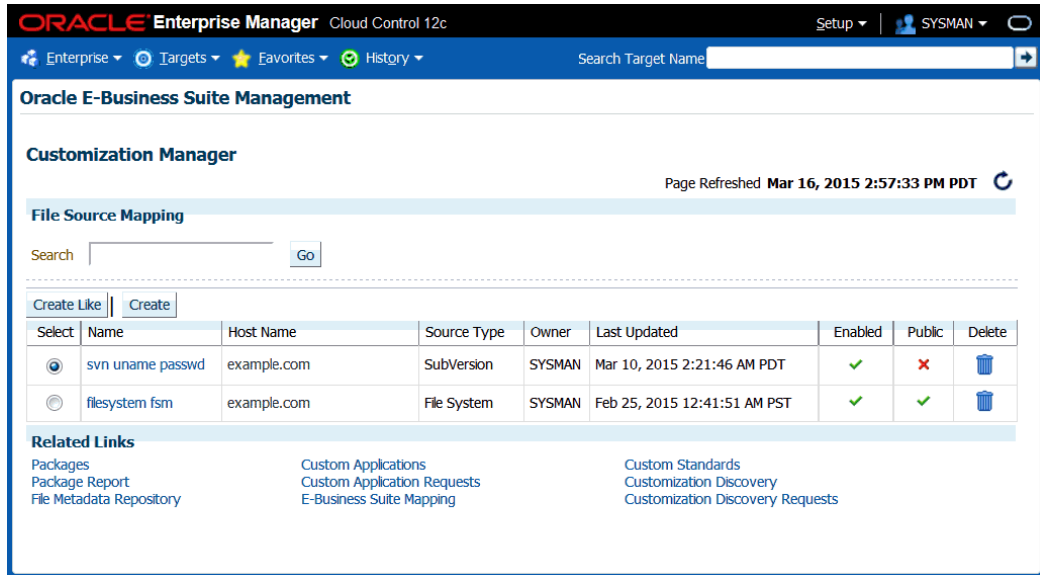 ORACLE Enterprise Manager Cloud Control 12c Setup SYSMAN
Enterprise Targets Favorites History Search Target Name
Oracle E-Business Suite Management
Customization Manager
Page Refreshed Mar 16, 2015 2:57:33 PM PDT
File Source Mapping
Search Go
Create Like Create
Select Name Host Name Source Type Owner Last Updated Enabled Public Delete
svn uname passwd example.com SubVersion SYSMAN Mar 10, 2015 2:21:46 AM PDT
filesystem fsm example.com File System SYSMAN Feb 25, 2015 12:41:51 AM PST
Related Links
Packages Custom Applications Custom Standards
Package Report Custom Application Requests Customization Discovery
File Metadata Repository E-Business Suite Mapping Customization Discovery Requests